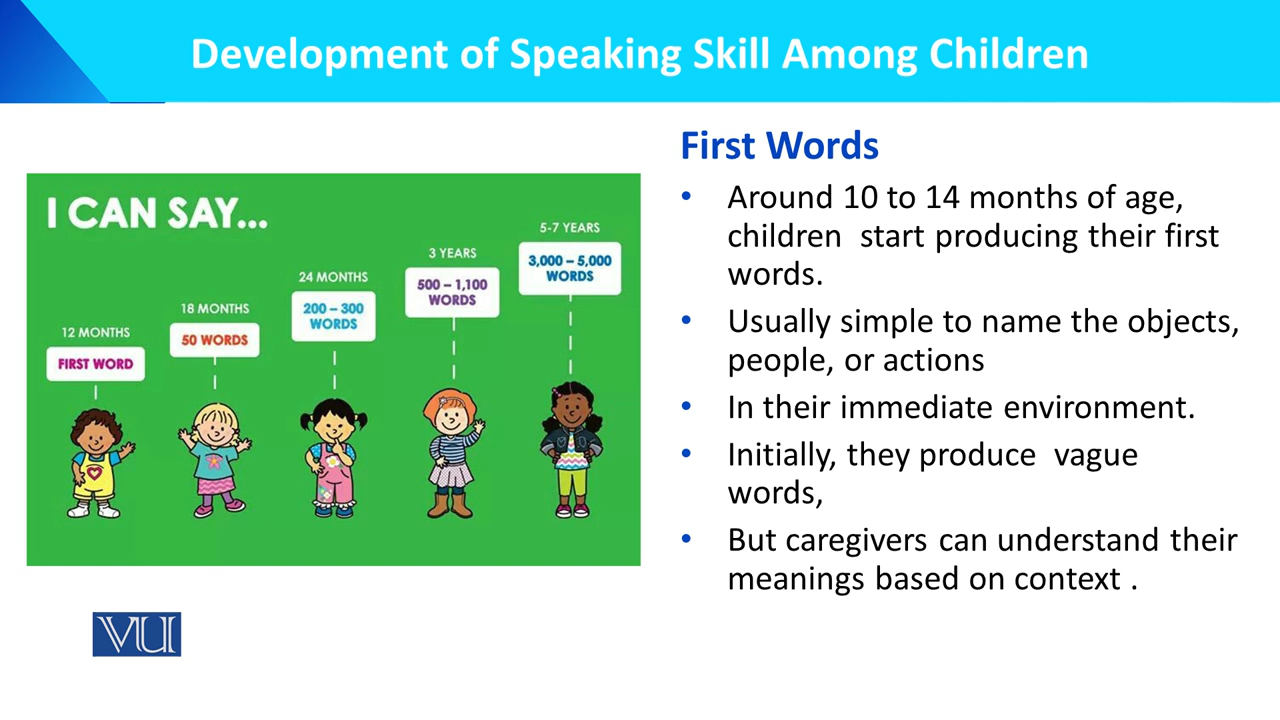 Development of Speaking Skill Among Children
I CAN SAY...
12 MONTHS
FIRST WORD
18 MONTHS
50 WORDS
24 MONTHS
200 – 300
WORDS
3 YEARS
500 – 1,100
WORDS
5-7 YEARS
3,000 – 5,000
WORDS
First Words
• Around 10 to 14 months of age,
children  start producing their first
words.
• Usually simple to name the objects,
people, or actions
• In their immediate environment.
• Initially, they produce  vague
words,
• But caregivers can understand their
meanings based on context .
VU